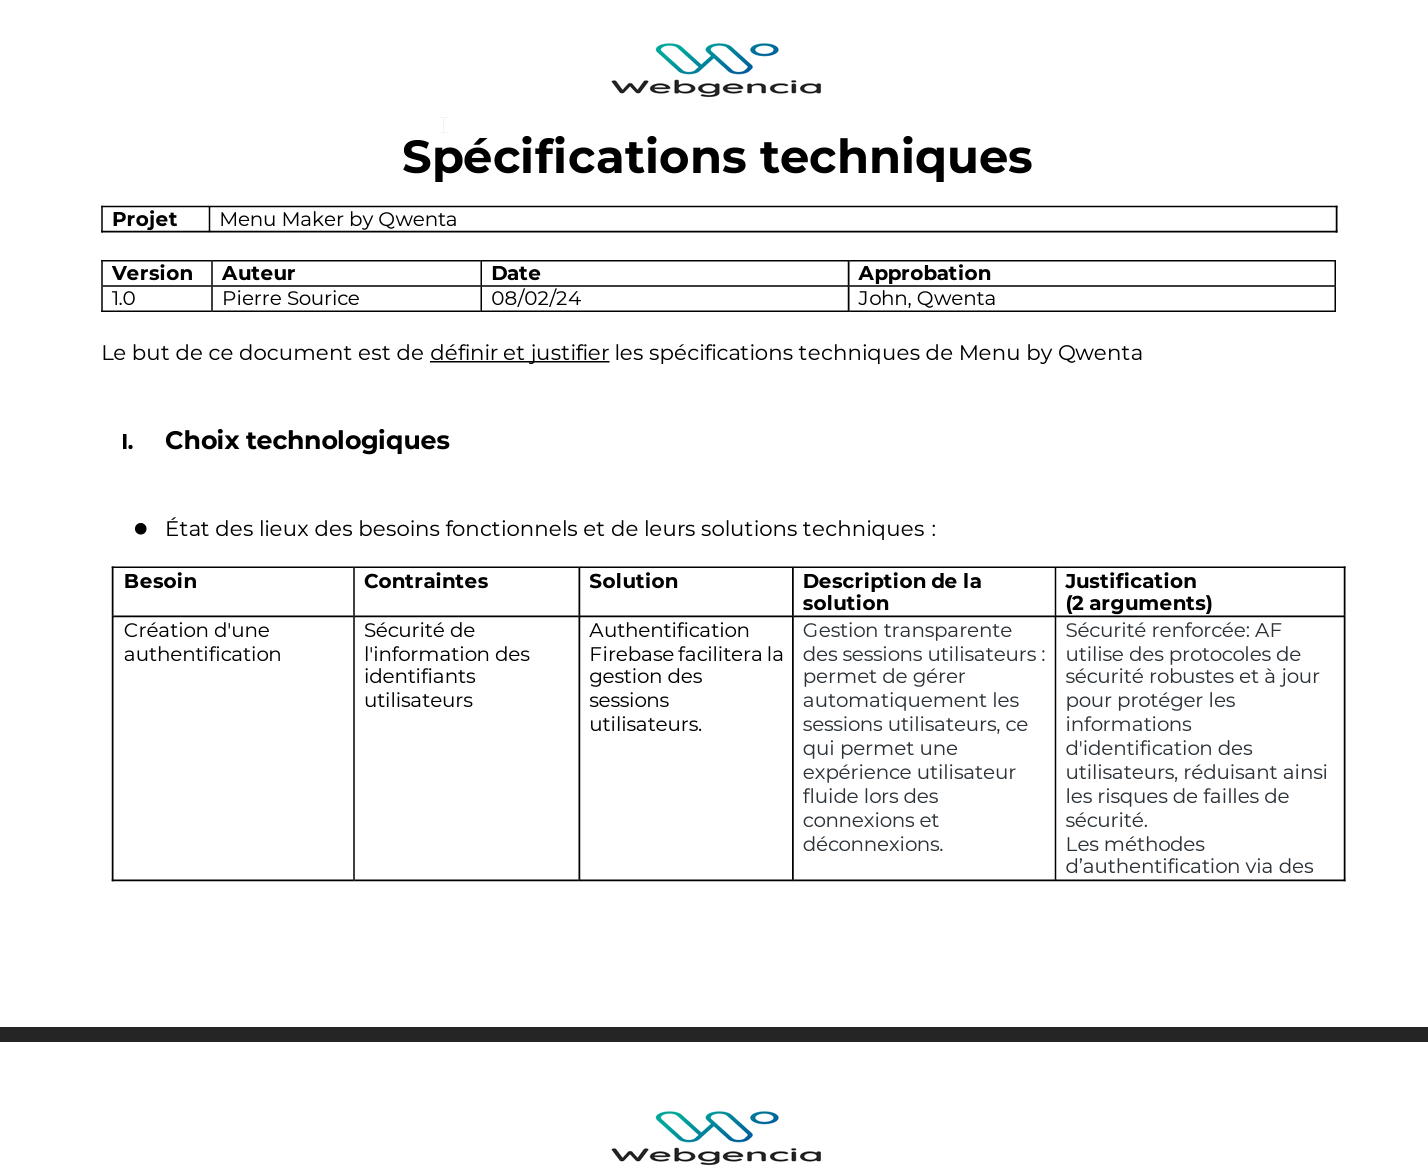 Webgencia
Spécifications techniques
Projet Menu Maker by Qwenta
Version Auteur Date Approbation
1.0 Pierre Sourice 08/02/24 John, Qwenta
Le but de ce document est de définir et justifier les spécifications techniques de Menu by Qwenta
I. Choix technologiques
● État des lieux des besoins fonctionnels et de leurs solutions techniques :
Besoin
Contraintes
Solution
Description de la
solution
Justification
(2 arguments)
Création d'une
authentification
Sécurité de
l'information des
identifiants
utilisateurs
Authentification
Firebase facilitera la
gestion des
sessions
utilisateurs.
Gestion transparente
des sessions utilisateurs :
permet de gérer
automatiquement les
sessions utilisateurs, ce
qui permet une
expérience utilisateur
fluide lors des
connexions et
déconnexions.
Sécurité renforcée: AF
utilise des protocoles de
sécurité robustes et à jour
pour protéger les
informations
d'identification des
utilisateurs, réduisant ainsi
les risques de failles de
sécurité.
Les méthodes
d’authentification via des
Webgencia